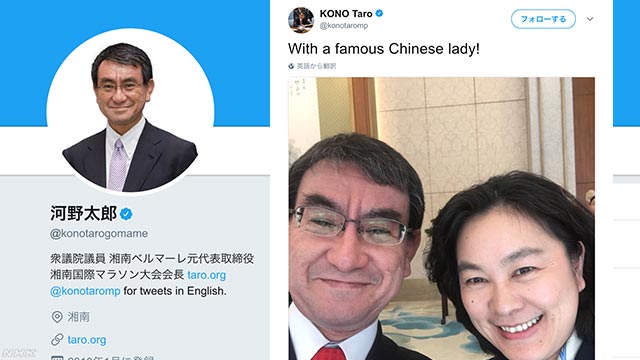 河野太郎
@konotarogomame
衆議院議員 湘南ベルマーレ元代表取締役
湘南国際マラソン大会会長 taro.org
@konotaromp for tweets in English.
湘南
taro.org
KONO Taro
@konotaromp
フォローする
With a famous Chinese lady!
英語から翻訳
NHK